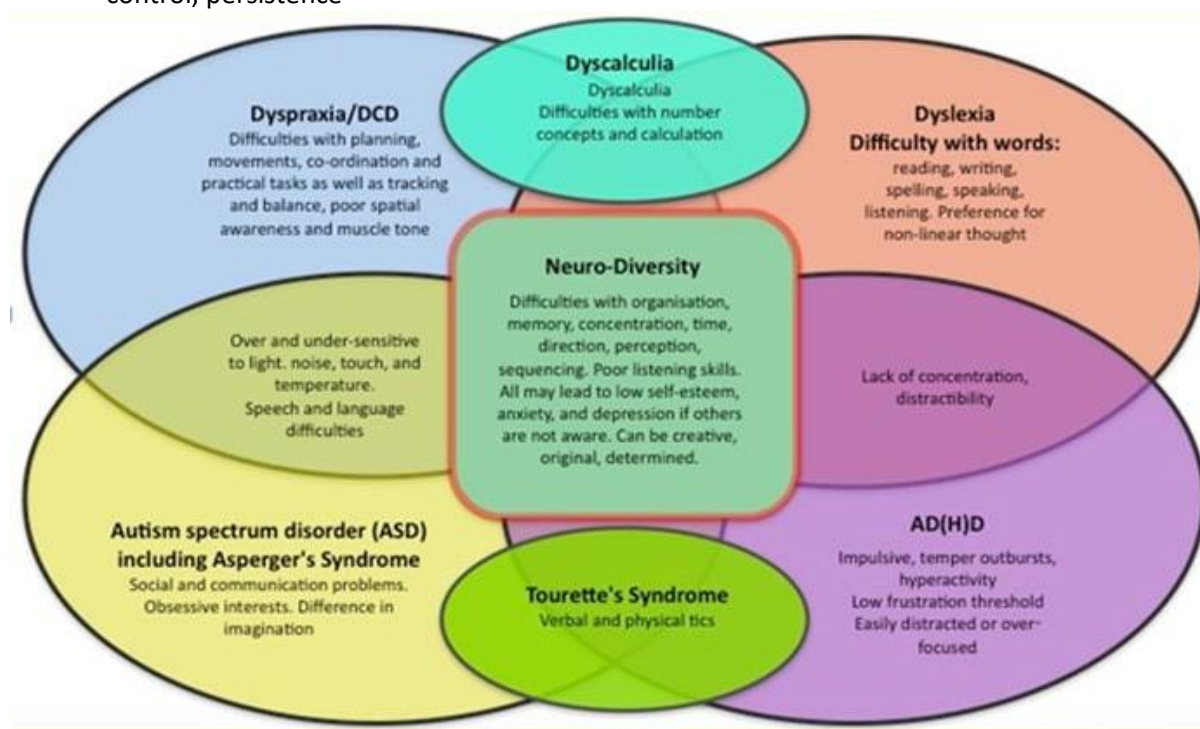 control, persistence
Dyscalculia
Dyscalculia
Difficulties with number
concepts and calculation
Dyspraxia/DCD
Difficulties with planning,
movements, co-ordination and
practical tasks as well as tracking
and balance, poor spatial
awareness and muscle tone
Dyslexia
Difficulty with words:
reading, writing,
spelling, speaking,
listening. Preference for
non-linear thought
Neuro-Diversity
Difficulties with organisation,
memory, concentration, time,
direction, perception,
sequencing. Poor listening skills.
All may lead to low self-esteem,
anxiety, and depression if others
are not aware. Can be creative,
original, determined.
Over and under-sensitive
to light. noise, touch, and
temperature.
Speech and language
difficulties
Lack of concentration,
distractibility
Autism spectrum disorder (ASD)
including Asperger's Syndrome
Social and communication problems.
Obsessive interests. Difference in
imagination
Tourette's Syndrome
Verbal and physical tics
AD(H)D
Impulsive, temper outbursts,
hyperactivity
Low frustration threshold
Easily distracted or over-
focused